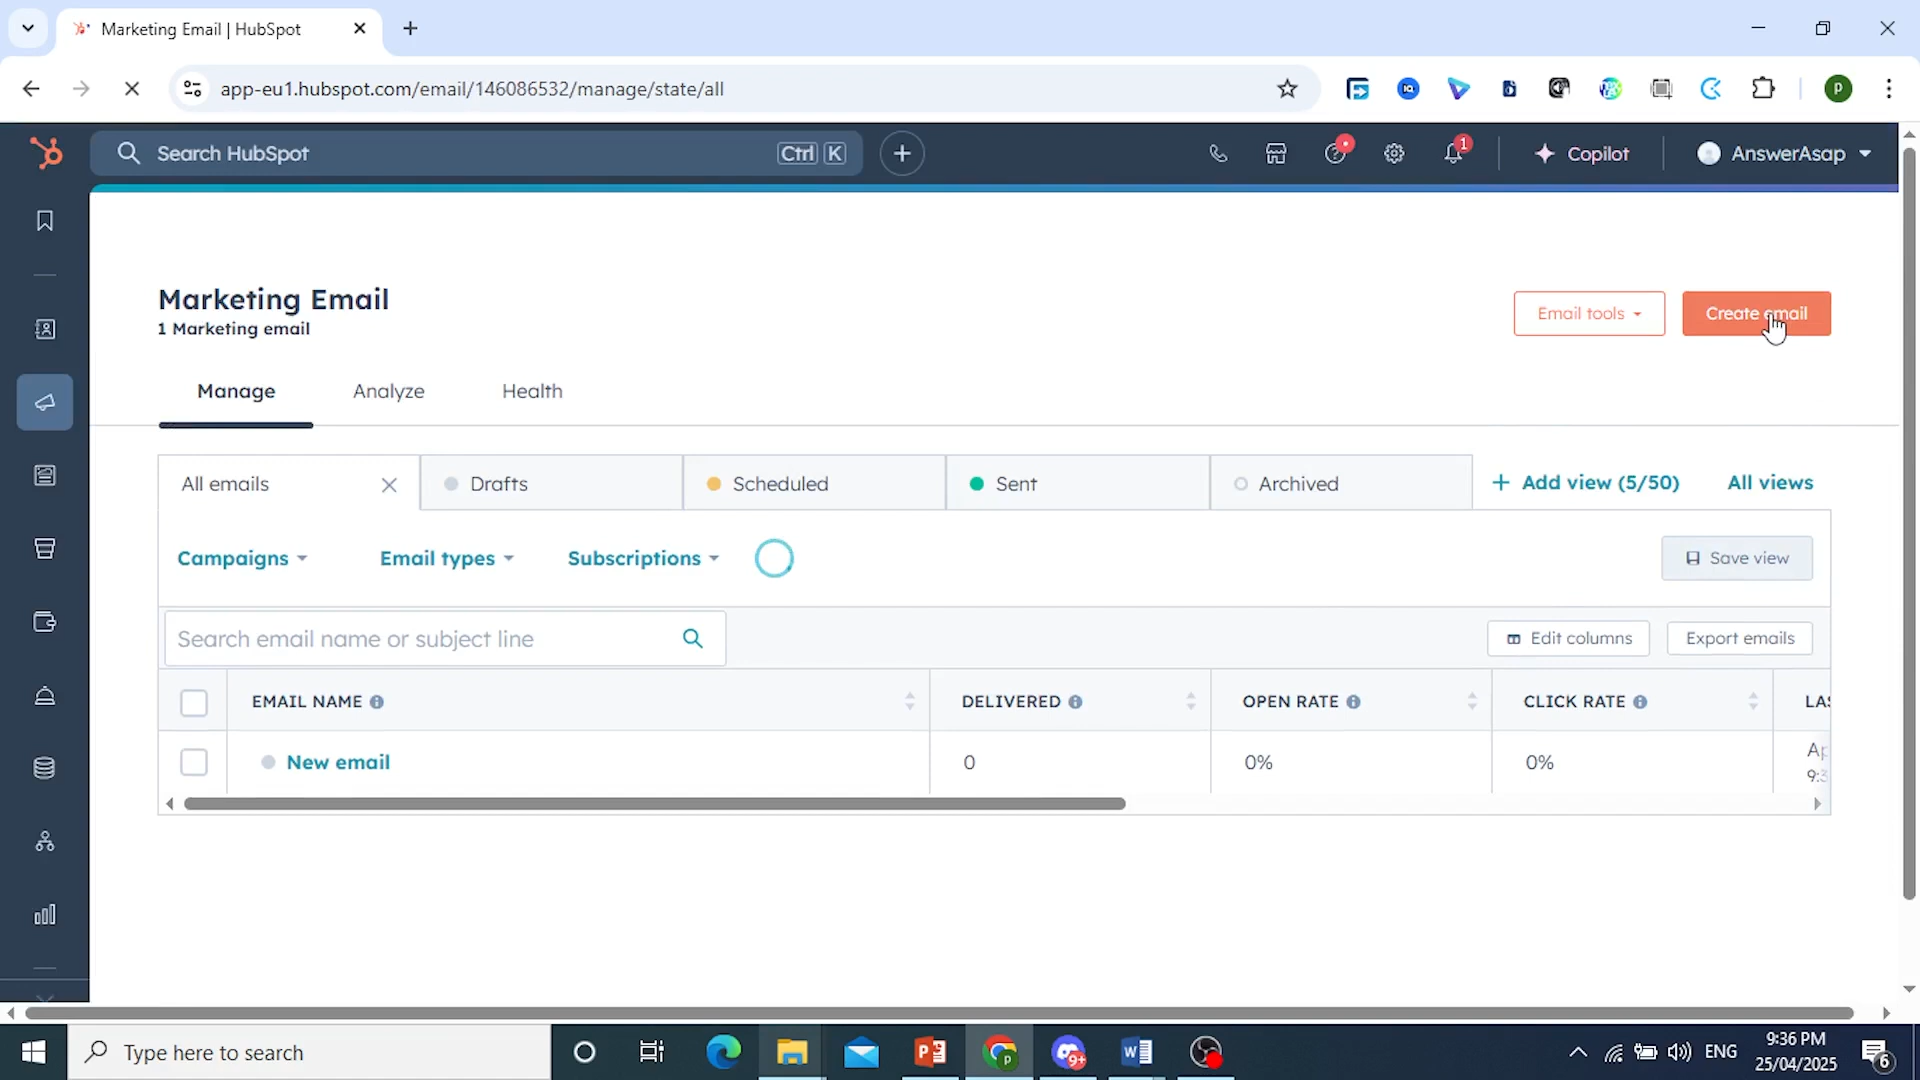 Marketing Email | HubSpot
app-eu1.hubspot.com/email/146086532/manage/state/all
Search HubSpot
Ctrl K
1
Copilot
AnswerAsap
Marketing Email
1 Marketing email
Email tools
Create email
Manage
Analyze
Health
All emails
Drafts
Scheduled
Sent
Archived
+ Add view (5/50)
All views
Campaigns
Email types
Subscriptions
Save view
Search email name or subject line
Edit columns
Export emails
EMAIL NAME
DELIVERED
OPEN RATE
CLICK RATE
New email
0
0%
0%
Type here to search
9+
ENG
9:36 PM
25/04/2025
6